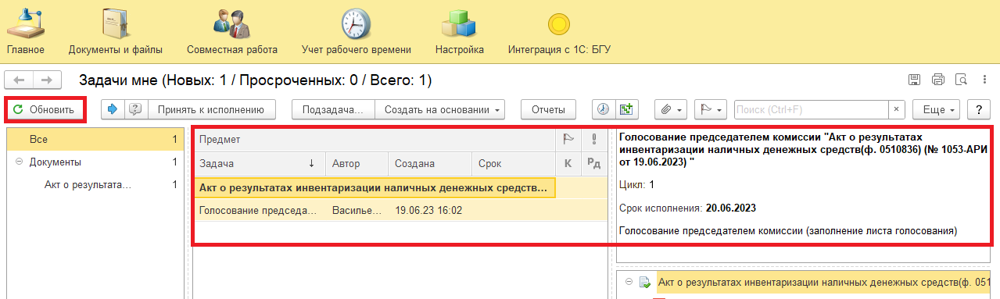 Главное Документы и файлы Совместная работа Учет рабочего времени Настройка Интеграция с 1С: БГУ
Задачи мне (Новых: 1 / Просроченных: 0 / Всего: 1)
Обновить Принять к исполнению Подзадача... Создать на основании Отчеты Поиск (Ctrl+F) × Еще ?
Все 1
Документы 1
Акт о результата... 1
Предмет
Задача ↓ Автор Создана Срок К Рд
Акт о результатах инвентаризации наличных денежных средств...
Голосование председа... Василье... 19.06.23 16:02
Голосование председателем комиссии "Акт о результатах
инвентаризации наличных денежных средств(ф. 0510836) (№ 1053-АРИ
от 19.06.2023) "
Цикл: 1
Срок исполнения: 20.06.2023
Голосование председателем комиссии (заполнение листа голосования)
Акт о результатах инвентаризации наличных денежных средств(ф. 051